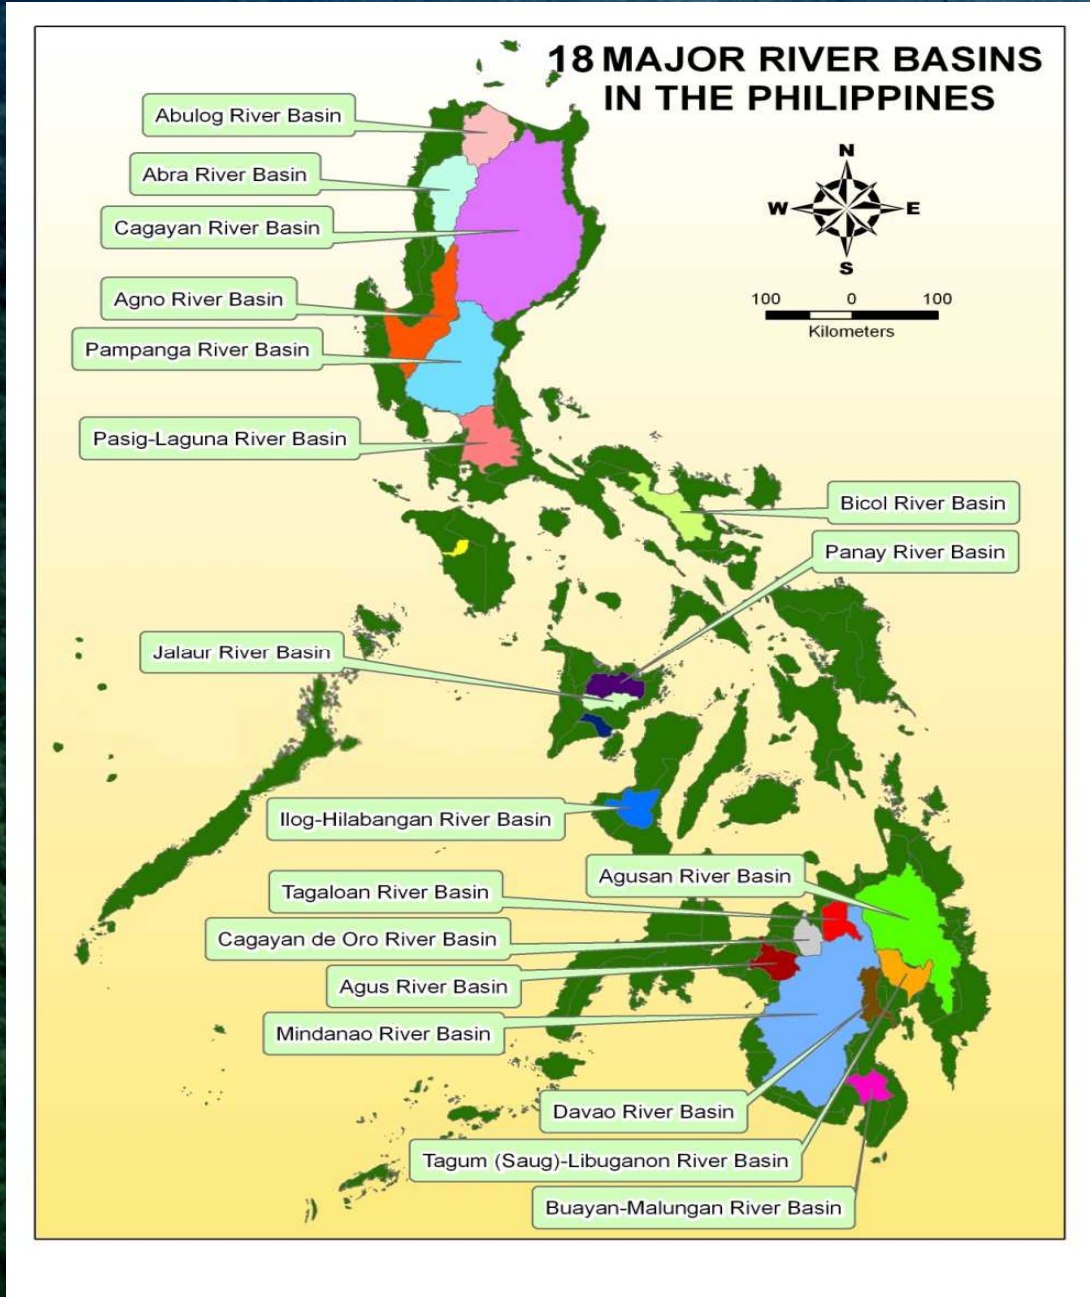 18 MAJOR RIVER BASINS
IN THE PHILIPPINES
Abulog River Basin
Abra River Basin
Cagayan River Basin
Agno River Basin
Pampanga River Basin
Pasig-Laguna River Basin
N
W
E
S
100
0
100
Kilometers
Bicol River Basin
Panay River Basin
Jalaur River Basin
Ilog-Hilabangan River Basin
Agusan River Basin
Tagaloan River Basin
Cagayan de Oro River Basin
Agus River Basin
Mindanao River Basin
Davao River Basin
Tagum (Saug)-Libuganon River Basin
Buayan-Malungan River Basin